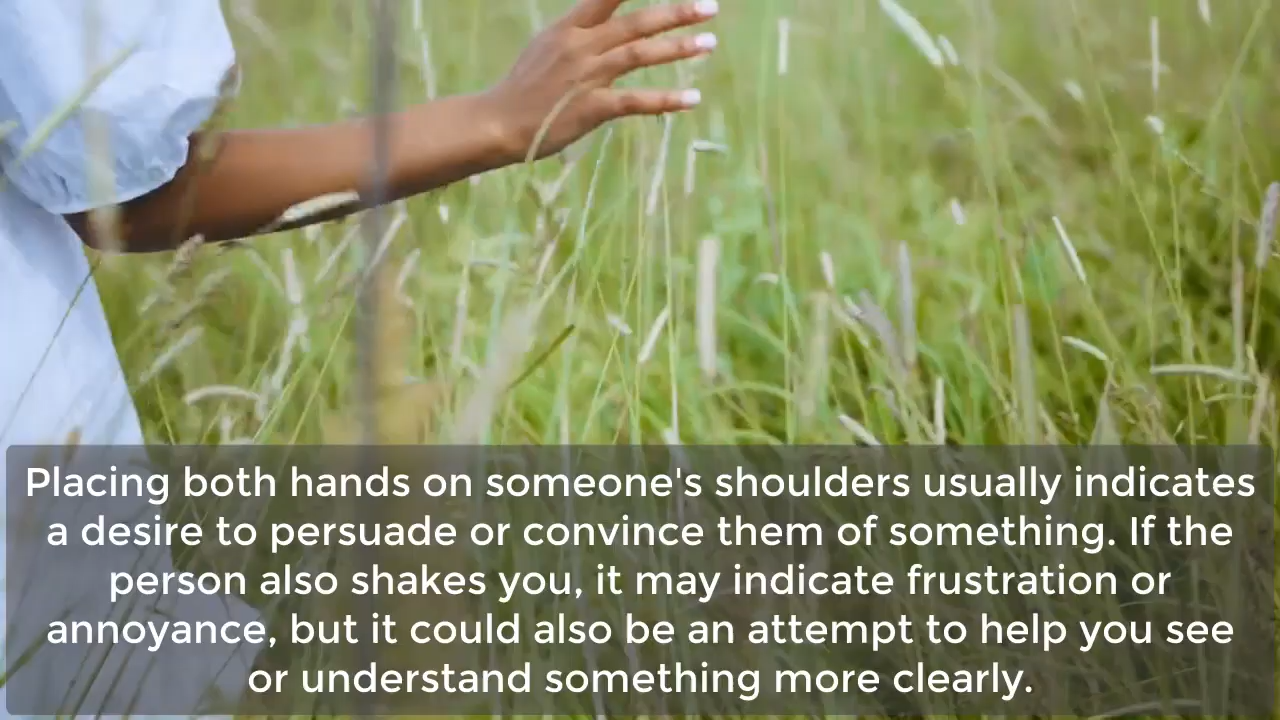 Placing both hands on someone's shoulders usually indicates
a desire to persuade or convince them of something. If the
person also shakes you, it may indicate frustration or
annoyance, but it could also be an attempt to help you see
or understand something more clearly.